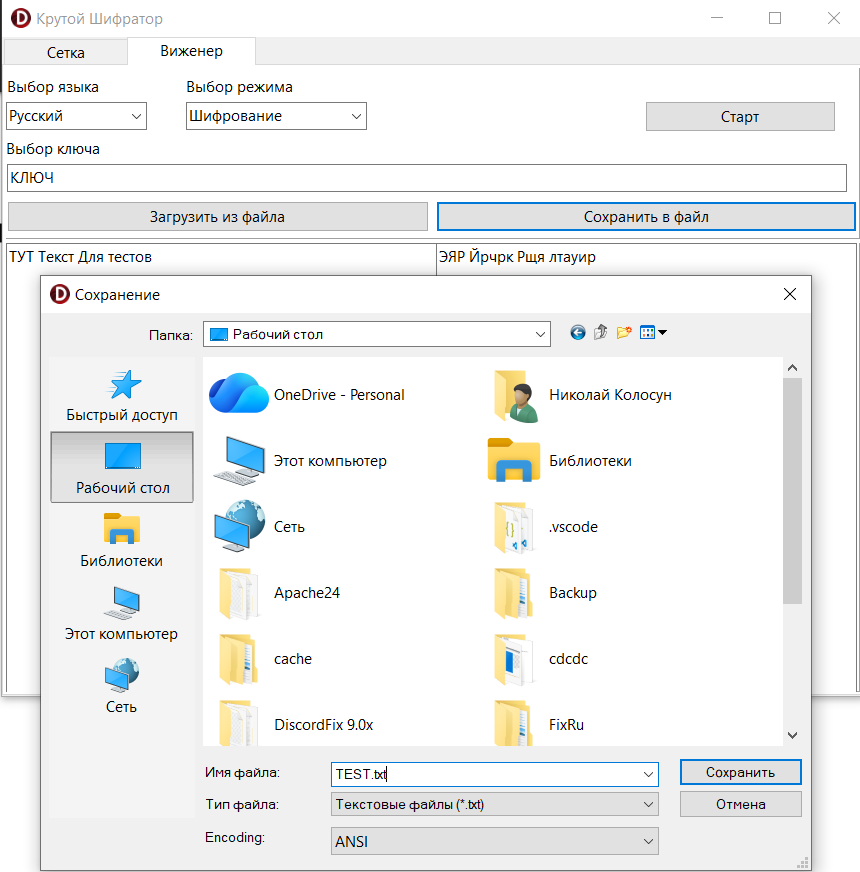 Крутой Шифратор
Сетка Виженер
Выбор языка Выбор режима
Русский Шифрование Старт
Выбор ключа
КЛЮЧ
Загрузить из файла Сохранить в файл
ТУТ Текст Для тестов ЭЯР Йрчрк Рщя лтауир
Сохранение
Папка: Рабочий стол
Быстрый доступ
Рабочий стол
Библиотеки
Этот компьютер
Сеть
OneDrive - Personal Николай Колосун
Этот компьютер Библиотеки
Сеть .vscode
Apache24 Backup
cache cdcdc
DiscordFix 9.0x FixRu
Имя файла: TEST.txt Сохранить
Тип файла: Текстовые файлы (*.txt) Отмена
Encoding: ANSI